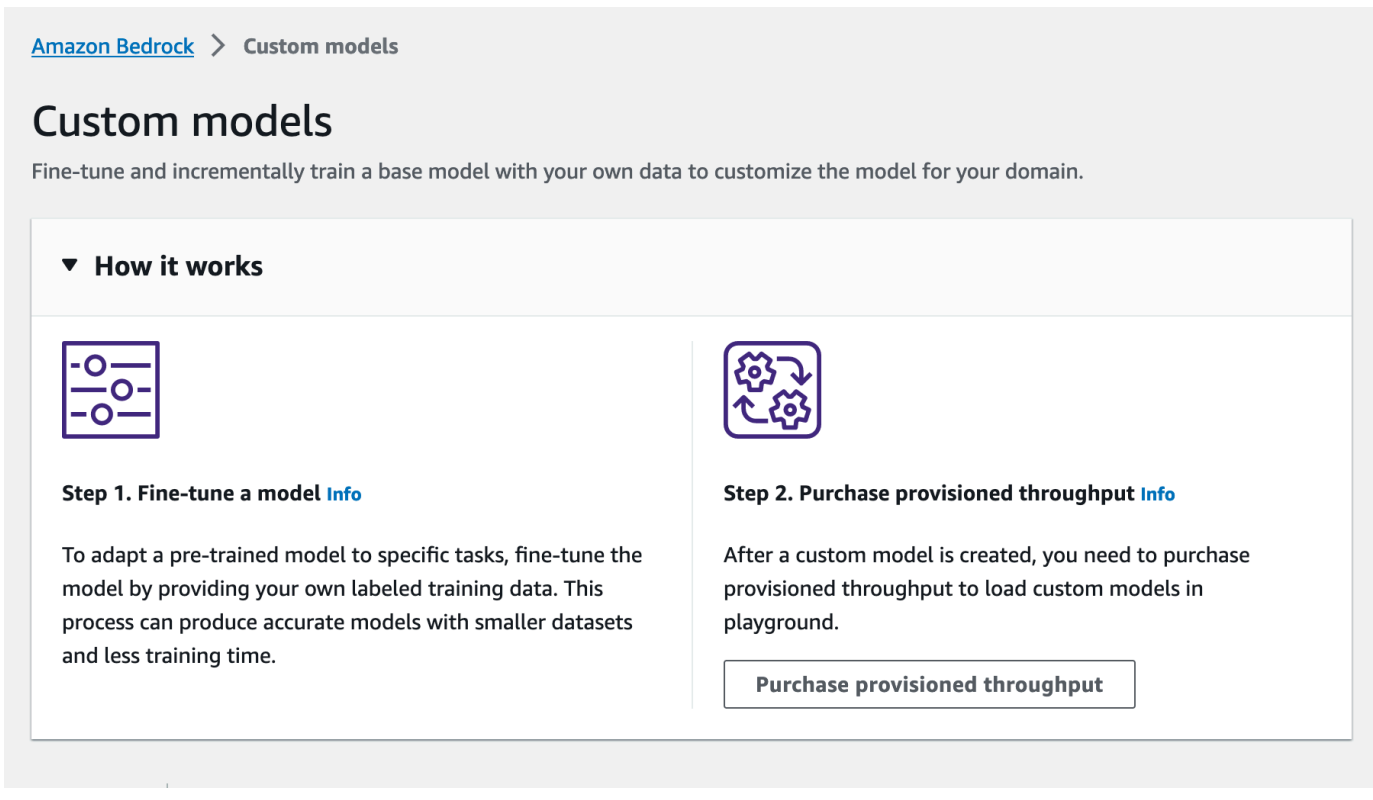 Amazon Bedrock > Custom models
Custom models
Fine-tune and incrementally train a base model with your own data to customize the model for your domain.
How it works
Step 1. Fine-tune a model Info
To adapt a pre-trained model to specific tasks, fine-tune the
model by providing your own labeled training data. This
process can produce accurate models with smaller datasets
and less training time.
Step 2. Purchase provisioned throughput Info
After a custom model is created, you need to purchase
provisioned throughput to load custom models in
playground.
Purchase provisioned throughput